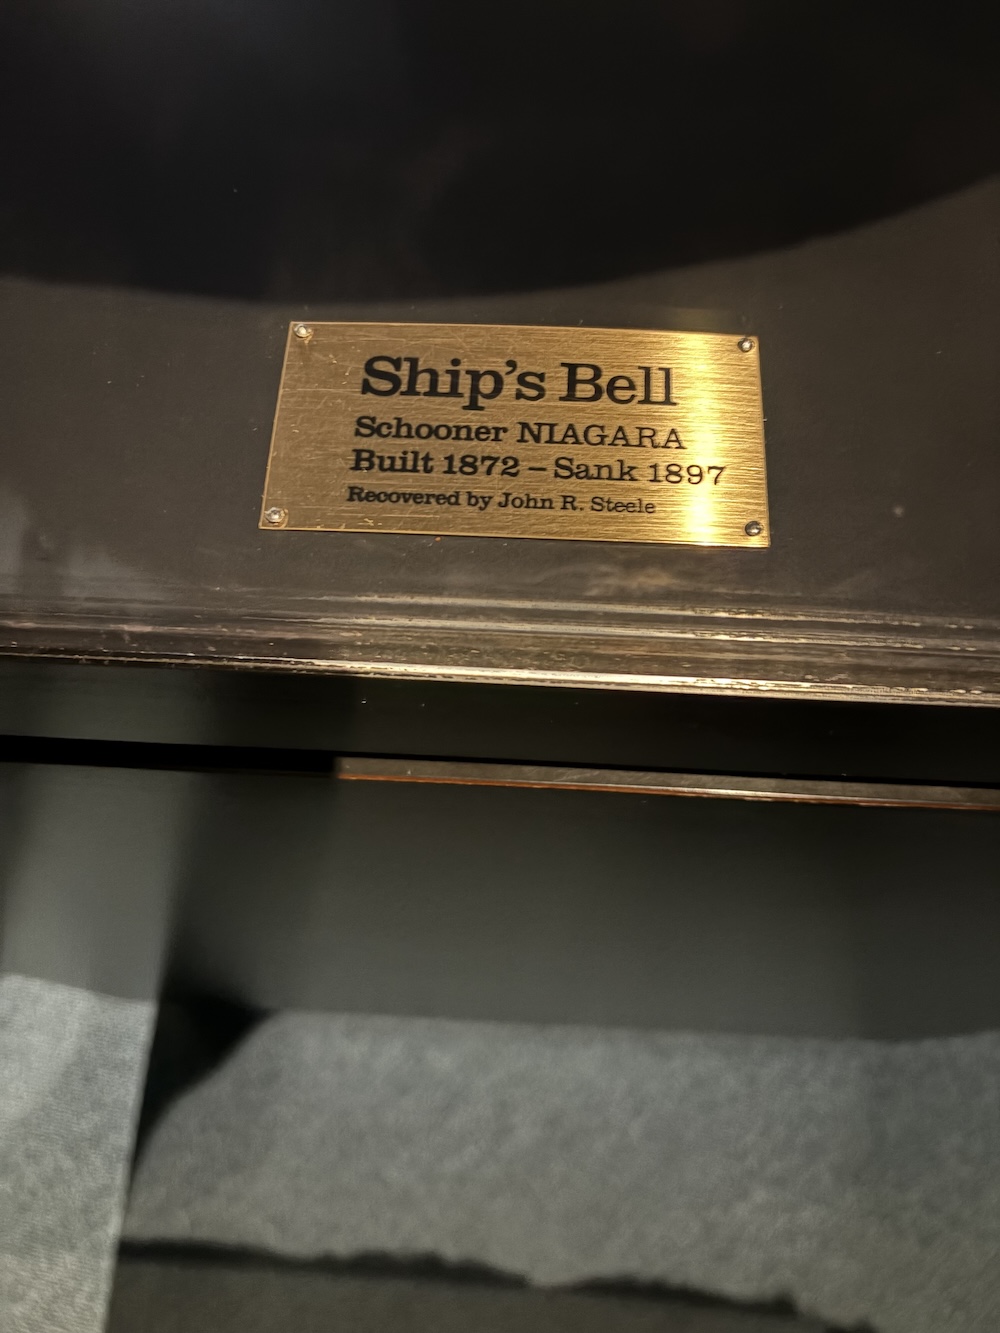 Ship's Bell
Schooner NIAGARA
Built 1872 – Sank 1897
Recovered by John R. Steele